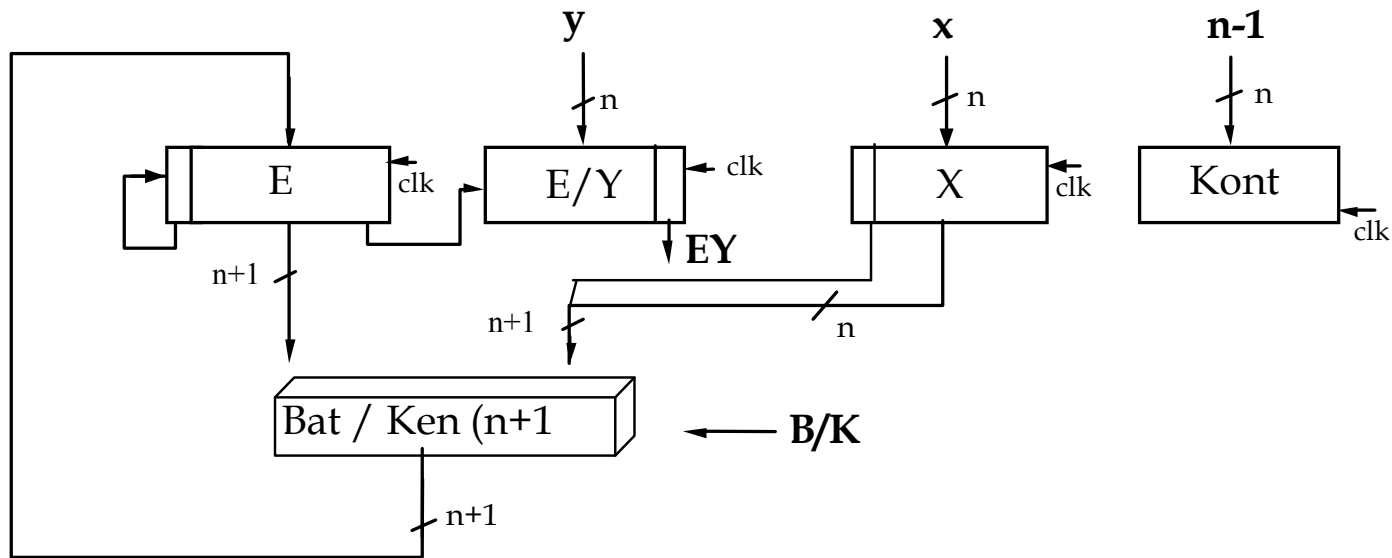 y
x
n-1
n
n
n
E
clk
E/Y
clk
X
clk
Kont
clk
EY
n+1
n+1
n
Bat / Ken (n+1
B/K
n+1